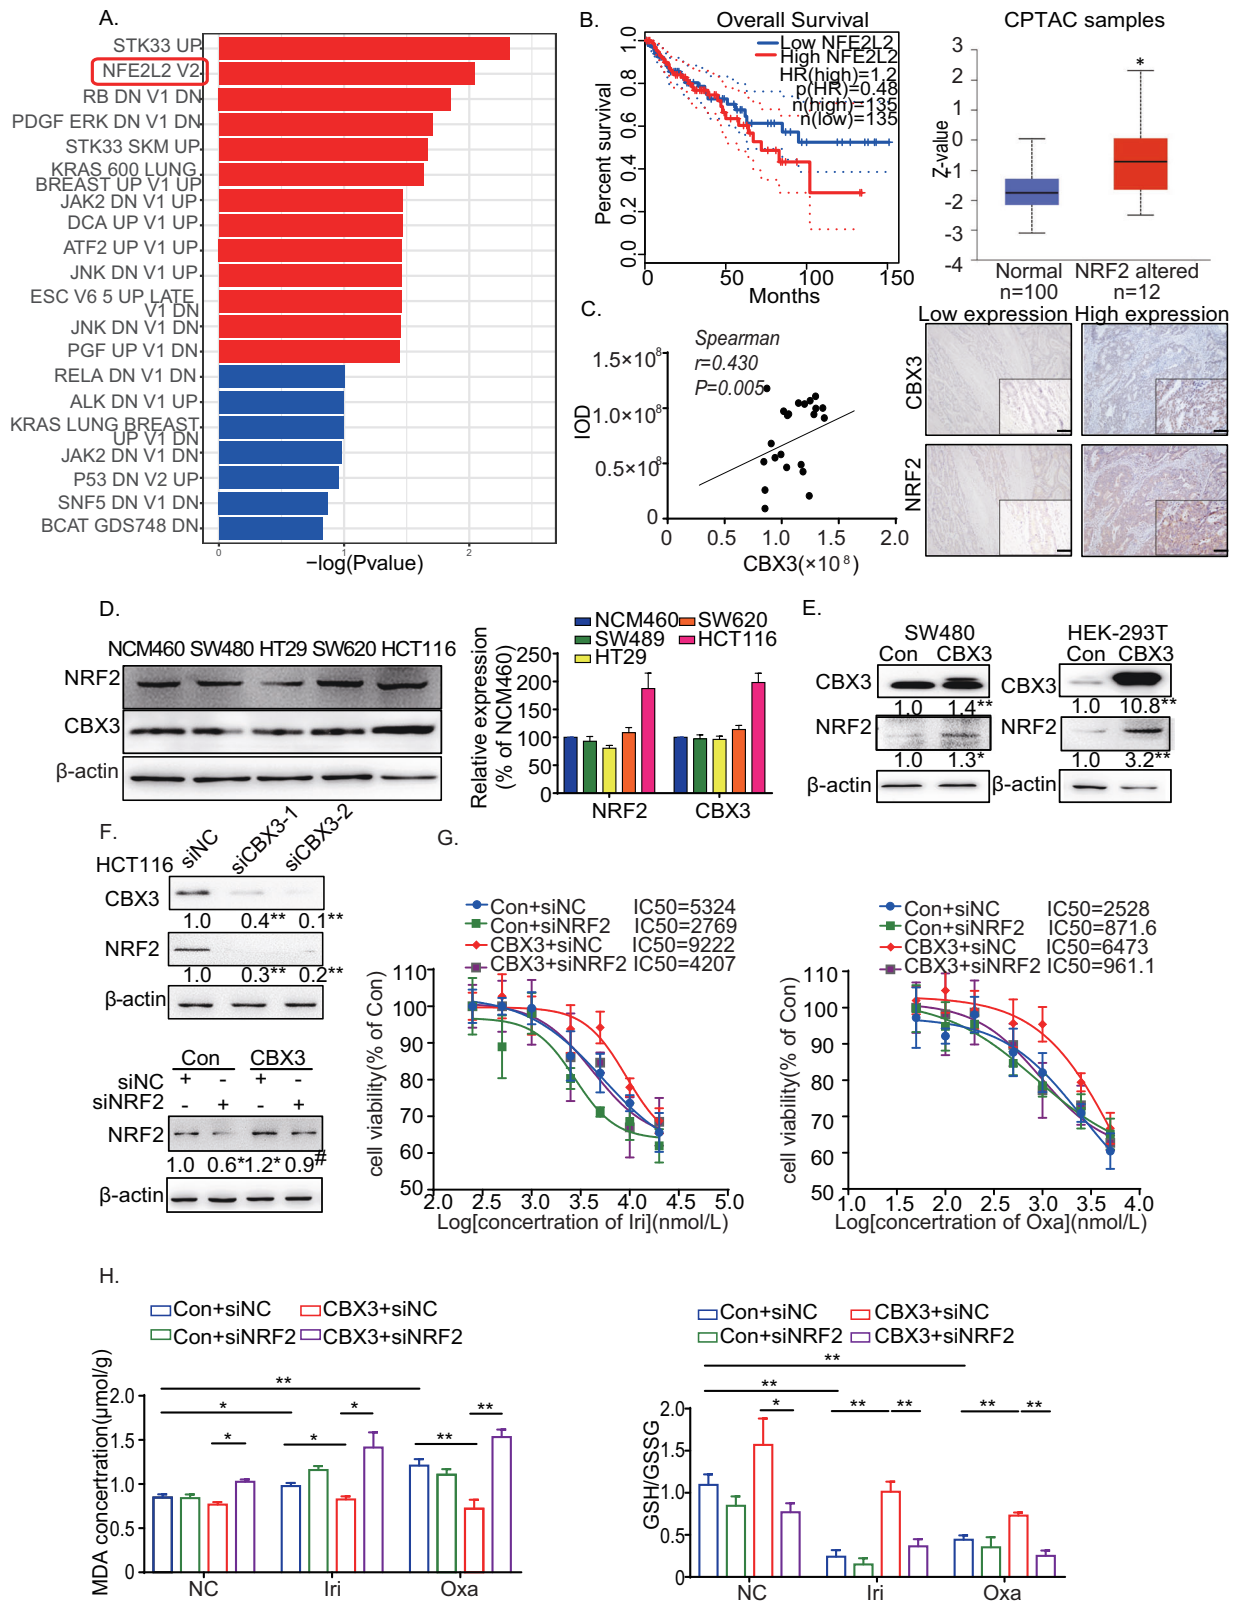 A.
STK33 UP
NFE2L2 V2
RB DN V1 DN
PDGF ERK DN V1 DN
STK33 SKM UP
KRAS 600 LUNG
BREAST UP V1 UP
JAK2 DN V1 UP
DCA UP V1 UP
ATF2 UP V1 UP
JNK DN V1 UP
ESC V6 5 UP LATE
V1 DN
JNK DN V1 DN
PGF UP V1 DN
RELA DN V1 DN
ALK DN V1 UP
KRAS LUNG BREAST
UP V1 DN
JAK2 DN V1 DN
P53 DN V2 UP
SNF5 DN V1 DN
BCAT GDS748 DN
0 1 2
−log(Pvalue)
B.
Overall Survival
Low NFE2L2
High NFE2L2
HR(high)=1.2
p(HR)=0.48
n(high)=135
n(low)=135
Percent survival
1.0
0.8
0.6
0.4
0.2
0.0
0 50 100 150
Months
CPTAC samples
*
Z-value
3
2
1
0
-1
-2
-3
-4
Normal NRF2 altered
n=100 n=12
C.
Spearman
r=0.430
P=0.005
IOD
1.5×10⁸
1.0×10⁸
0.5×10⁸
0
0 0.5 1.0 1.5 2.0
CBX3(×10⁸)
Low expression High expression
CBX3
NRF2
D.
NCM460 SW480 HT29 SW620 HCT116
NRF2
CBX3
β-actin
NCM460 SW620
SW489 HCT116
HT29
Relative expression
(% of NCM460)
250
200
150
100
50
0
NRF2 CBX3
E.
SW480 HEK-293T
Con CBX3 Con CBX3
CBX3 CBX3
1.0 1.4** 1.0 10.8**
NRF2 NRF2
1.0 1.3* 1.0 3.2**
β-actin β-actin
F.
HCT116 siNC siCBX3-1 siCBX3-2
CBX3
1.0 0.4** 0.1**
NRF2
1.0 0.3** 0.2**
β-actin
Con CBX3
siNC + - + -
siNRF2 - + - +
NRF2
1.0 0.6* 1.2* 0.9#
β-actin
G.
Con+siNC IC50=5324
Con+siNRF2 IC50=2769
CBX3+siNC IC50=9222
CBX3+siNRF2 IC50=4207
cell viability(% of Con)
110
100
90
80
70
60
50
2.0 2.5 3.0 3.5 4.0 4.5 5.0
Log[concertration of Iri](nmol/L)
Con+siNC IC50=2528
Con+siNRF2 IC50=871.6
CBX3+siNC IC50=6473
CBX3+siNRF2 IC50=961.1
cell viability(% of Con)
110
100
90
80
70
60
50
1.0 1.5 2.0 2.5 3.0 3.5 4.0
Log[concertration of Oxa](nmol/L)
H.
Con+siNC CBX3+siNC
Con+siNRF2 CBX3+siNRF2
MDA concertration(μmol/g)
**
* * **
* * **
2.0
1.5
1.0
0.5
0
NC Iri Oxa
Con+siNC CBX3+siNC
Con+siNRF2 CBX3+siNRF2
GSH/GSSG
**
**
* ** ** ** **
2.0
1.5
1.0
0.5
0
NC Iri Oxa